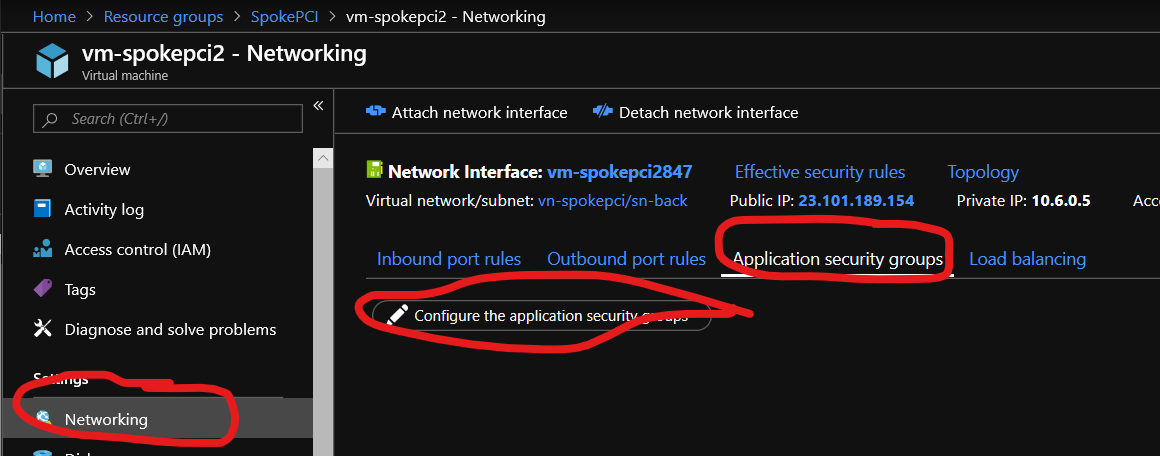 Home > Resource groups > SpokePCI > vm-spokepci2 - Networking
vm-spokepci2 - Networking
Virtual machine
Search (Ctrl+/)
«
Overview
Activity log
Access control (IAM)
Tags
Diagnose and solve problems
Settings
Networking
Attach network interface Detach network interface
Network Interface: vm-spokepci2847 Effective security rules Topology
Virtual network/subnet: vn-spokepci/sn-back Public IP: 23.101.189.154 Private IP: 10.6.0.5
Inbound port rules Outbound port rules Application security groups Load balancing
Configure the application security groups